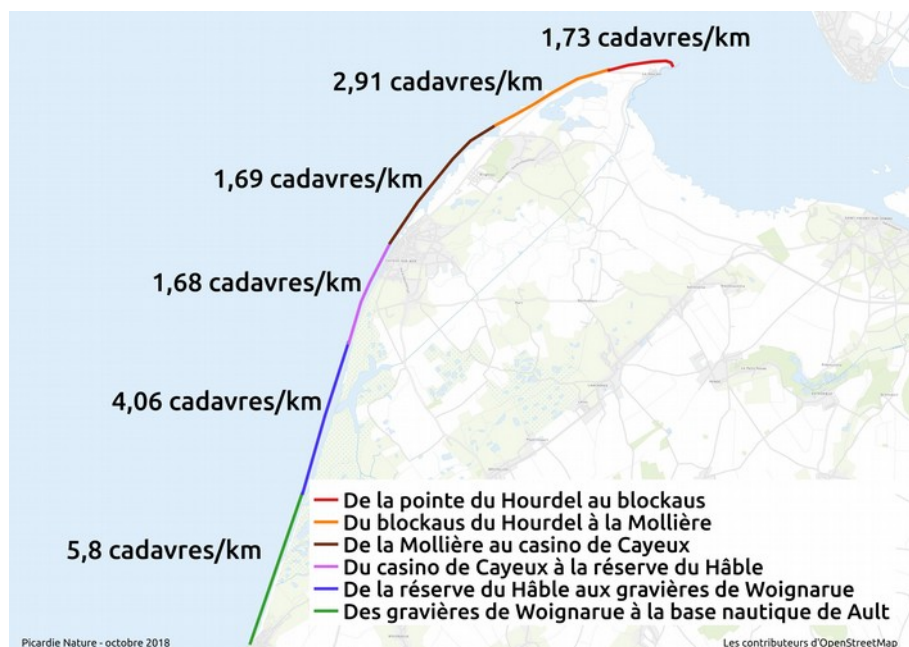 1,73 cadavres/km
2,91 cadavres/km
1,69 cadavres/km
1,68 cadavres/km
4,06 cadavres/km
5,8 cadavres/km
De la pointe du Hourdel au blockaus
Du blockaus du Hourdel à la Mollière
De la Mollière au casino de Cayeux
Du casino de Cayeux à la réserve du Hâble
De la réserve du Hâble aux gravières de Woignarue
Des gravières de Woignarue à la base nautique de Ault
Picardie Nature - octobre 2018
Les contributeurs d'OpenStreetMap